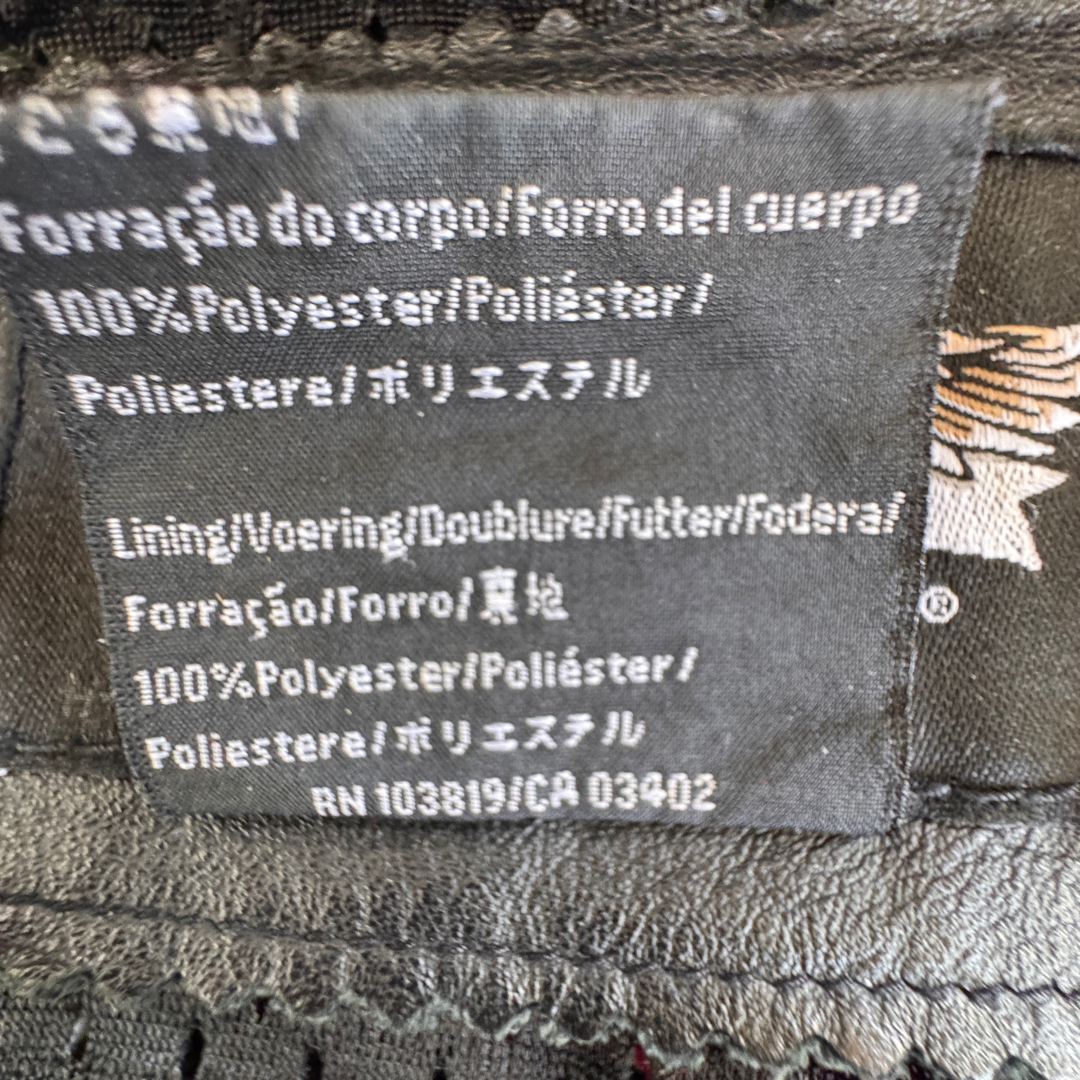 Forração do corpo/Forro del cuerpo
100%Polyester/Poliéster/
Poliestere/ポリエステル
Lining/Voering/Doublure/Futter/Fodera/
Forração/Forro/裏地
100%Polyester/Poliéster/
Poliestere/ポリエステル
RN 103819/CA 03402
®